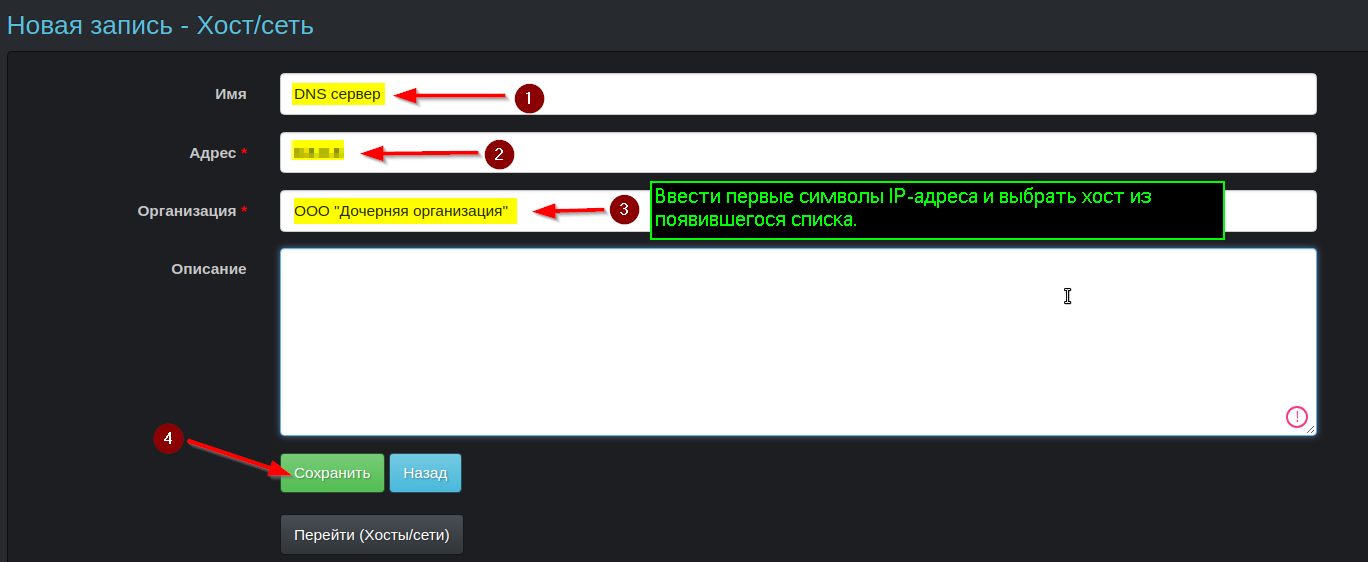 Новая запись - Хост/сеть
Имя
DNS сервер
1
Адрес *
2
Организация *
ООО "Дочерняя организация"
3
Ввести первые символы IP-адреса и выбрать хост из
появившегося списка.
Описание
!
4
Сохранить
Назад
Перейти (Хосты/сети)